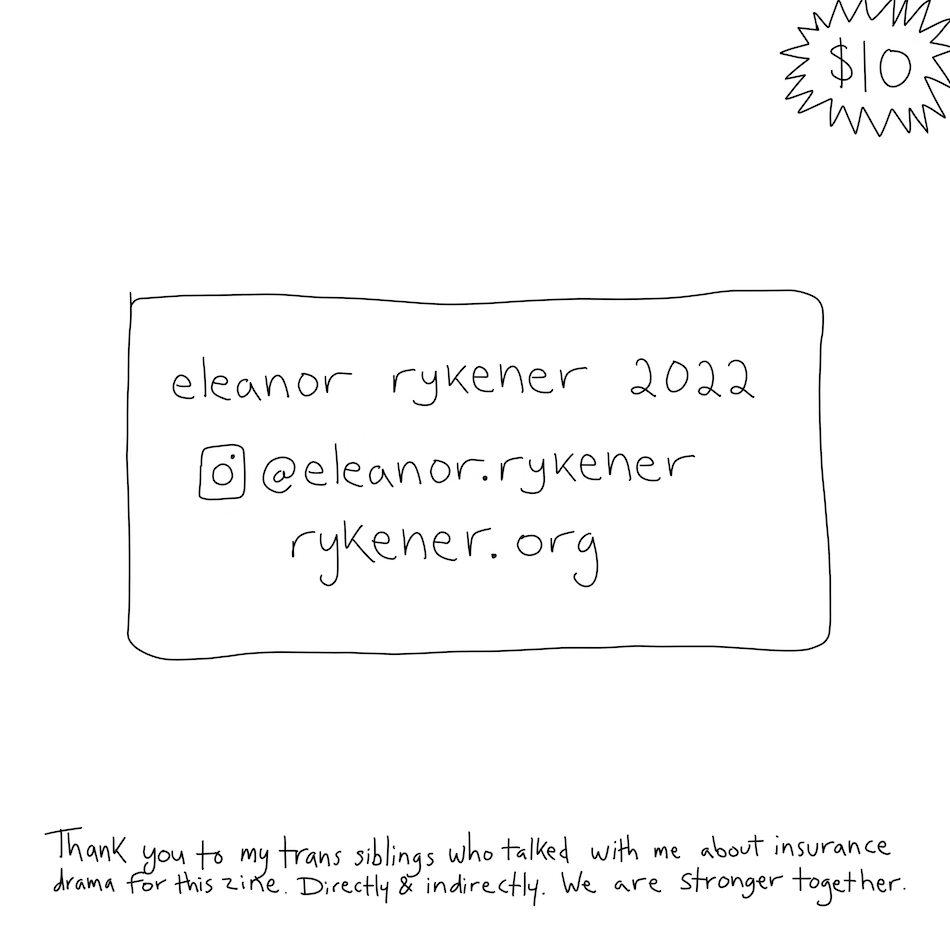 $10
eleanor rykener 2022
@eleanor.rykener
rykener.org
Thank you to my trans siblings who talked with me about insurance
drama for this zine. Directly & indirectly. We are stronger together.